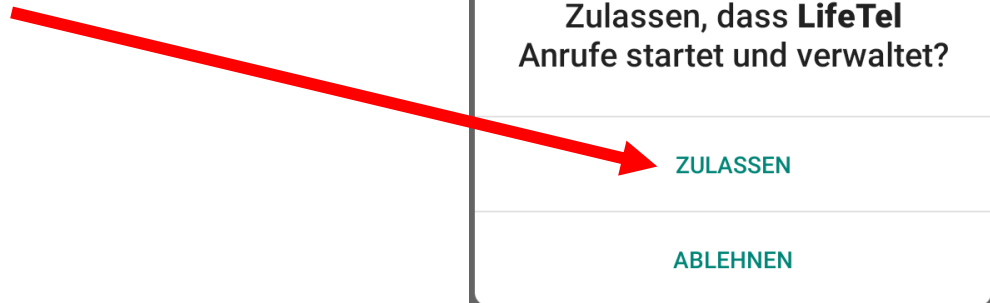 Zulassen, dass LifeTel
Anrufe startet und verwaltet?
ZULASSEN
ABLEHNEN